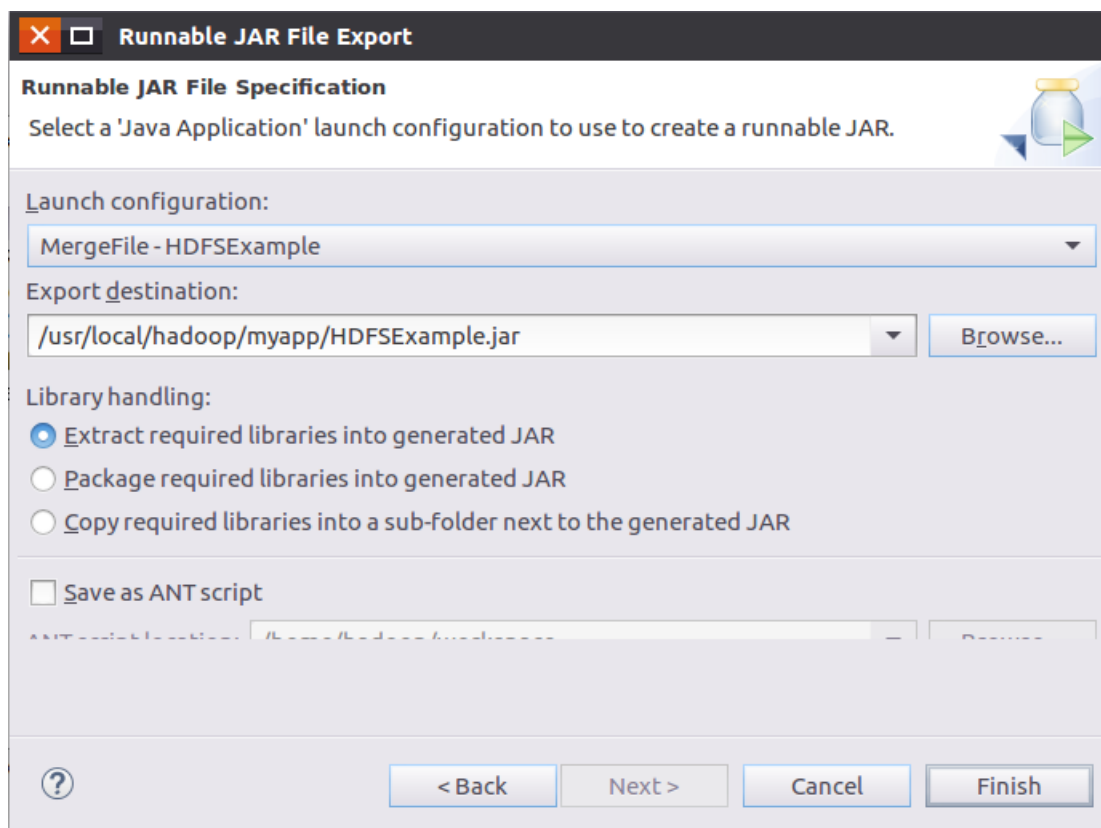 Runnable JAR File Export
Runnable JAR File Specification
Select a 'Java Application' launch configuration to use to create a runnable JAR.
Launch configuration:
MergeFile - HDFSExample
Export destination:
/usr/local/hadoop/myapp/HDFSExample.jar
Browse...
Library handling:
Extract required libraries into generated JAR
Package required libraries into generated JAR
Copy required libraries into a sub-folder next to the generated JAR
Save as ANT script
? < Back Next > Cancel Finish